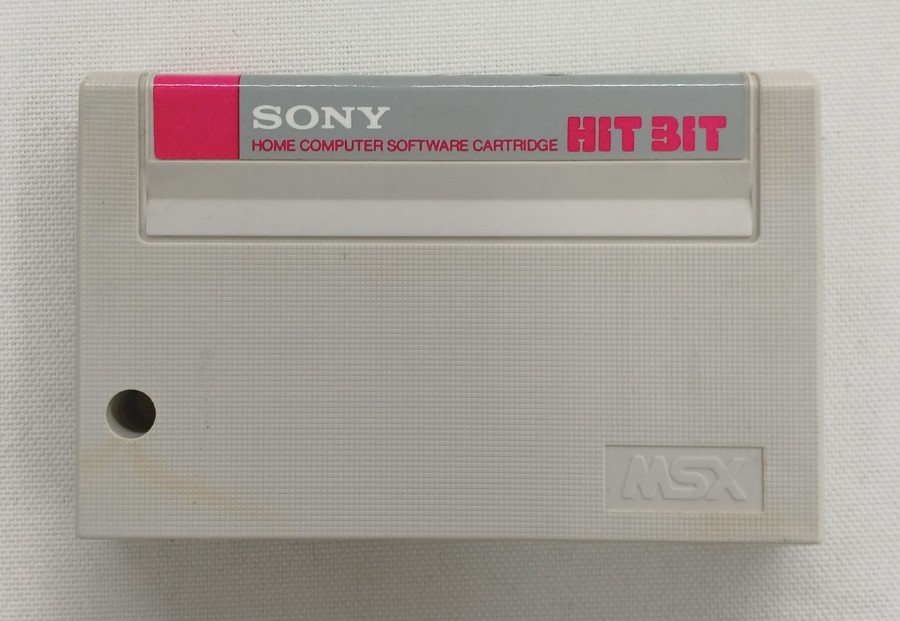 SONY
HOME COMPUTER SOFTWARE CARTRIDGE HIT BIT
MSX